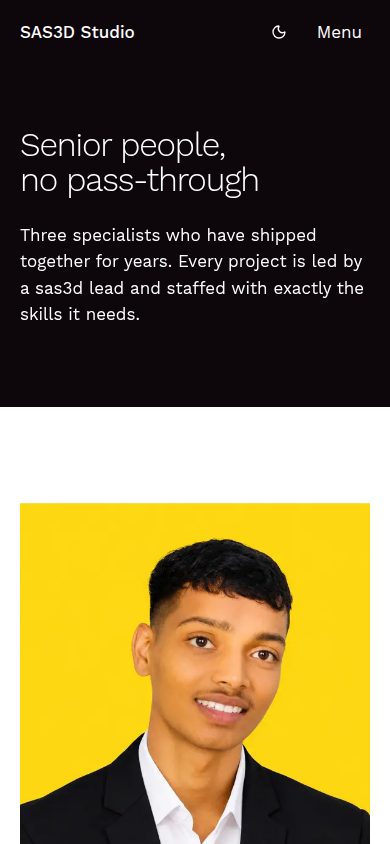 SAS3D Studio
Menu
Senior people,
no pass-through
Three specialists who have shipped
together for years. Every project is led by
a sas3d lead and staffed with exactly the
skills it needs.